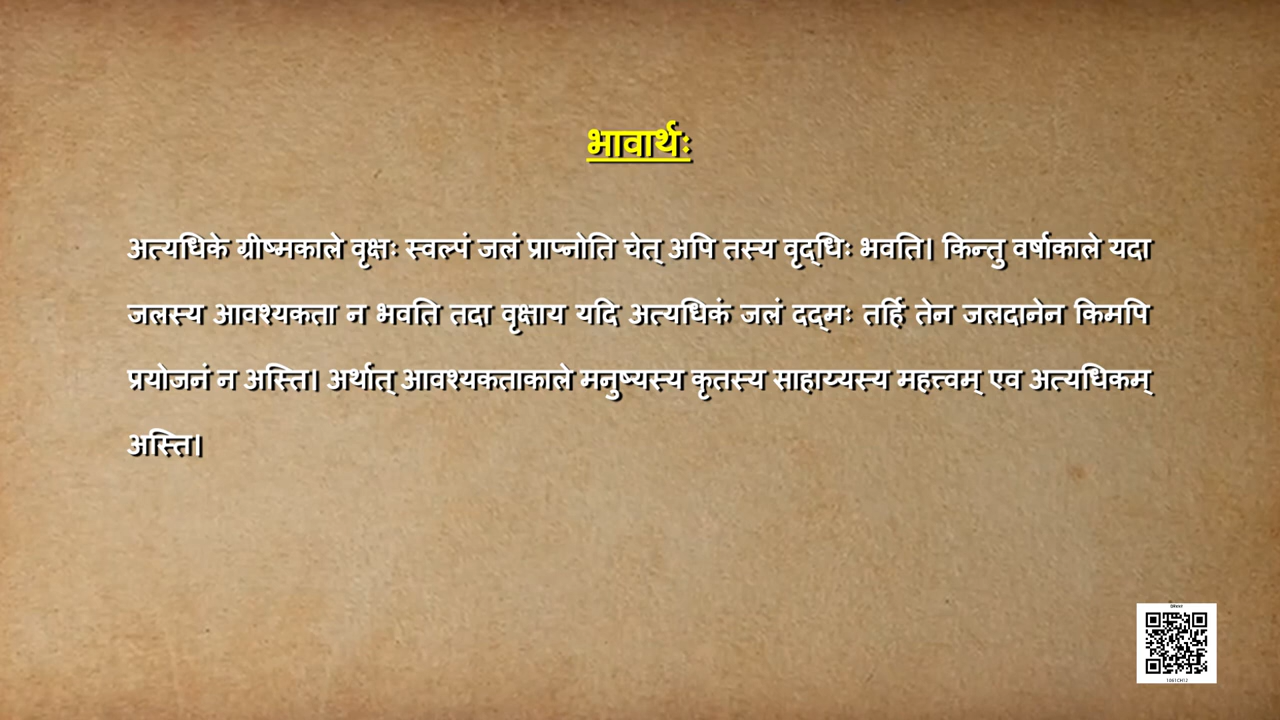 भावार्थः
अत्यधिके ग्रीष्मकाले वृक्षः स्वल्पं जलं प्राप्नोति चेत् अपि तस्य वृद्धिः भवति। किन्तु वर्षाकाले यदा
जलस्य आवश्यकता न भवति तदा वृक्षाय यदि अत्यधिकं जलं दद्मः तर्हि तेन जलदानेन किमपि
प्रयोजनं न अस्ति। अर्थात् आवश्यकताकाले मनुष्यस्य कृतस्य साहाय्यस्य महत्त्वम् एव अत्यधिकम्
अस्ति।